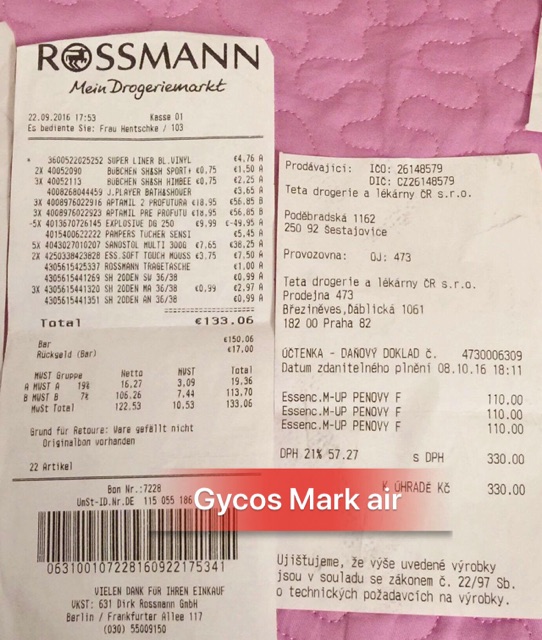 ROSSMANN
Mein Drogeriemarkt
22.09.2016 17:53 Kasse 01
Es bediente Sie: Frau Hentschke / 103
* 3600522025252 SUPER LINER BL.VINYL €4.76 A
2X 40052090 BÜBCHEN SH&SH SPORT+ €0.75 €1.50 A
3X 40052113 BÜBCHEN SH&SH HIMBEE €0.75 €2.25 A
4008268044459 J.PLAYER BATH&SHOWER €3.65 A
3X 4008976022916 APTAMIL 2 PROFUTURA €18.95 €56.85 B
3X 4008976022923 APTAMIL PRE PROFUTU €18.95 €56.85 B
-5X 4013670726145 EXPLOSIVE DG 250 €9.99 €-49.95 A
4015400622222 PAMPERS TÜCHER SENSI €5.45 A
5X 4043027010207 SANOSTOL MULTI 300G €7.65 €38.25 A
2X 4250338423828 ESS.SOFT TOUCH MOUSS €3.75 €7.50 A
4305615425337 ROSSMANN TRAGETASCHE €1.00 A
4305615441269 SH 20DEN SW 36/38 €0.99 A
3X 4305615441320 SH 20DEN MA 36/38 €0.99 €2.97 A
4305615441351 SH 20DEN AN 36/38 €0.99 A
Total €133.06
Bar €150.06
Rückgeld (Bar) €17,00
MWST Gruppe Netto MWST Total
A MWST A 19% 16,27 3,09 19,36
B MWST B 7% 106,26 7,44 113,70
MwSt Total 122.53 10.53 133.06
Grund für Retoure: Ware gefällt nicht
Originalbon vorhanden
22 Artikel
Bon Nr.:7228
UmSt-ID.Nr.DE 115 055 186
063100107228160922175341
VIELEN DANK FÜR IHREN EINKAUF
VKST: 631 Dirk Rossmann GmbH
Berlin / Frankfurter Allee 117
(030) 55009150
Prodávající: IČO: 26148579
DIČ: CZ26148579
Teta drogerie a lékárny ČR s.r.o.
Poděbradská 1162
250 92 Šestajovice
Provozovna: OJ: 473
Teta drogerie a lékárny ČR s.r.o.
Prodejna 473
Březiněves,Ďáblická 1061
182 00 Praha 82
ÚČTENKA - DAŇOVÝ DOKLAD č. 4730006309
Datum zdanitelného plnění 08.10.16 18:11
Essenc.M-UP PENOVÝ F 110.00
Essenc.M-UP PENOVÝ F 110.00
Essenc.M-UP PENOVÝ F 110.00
DPH 21% 57.27 s DPH 330.00
K ÚHRADĚ Kč 330.00
Ujišťujeme, že výše uvedené výrobky
jsou v souladu se zákonem č. 22/97 Sb.
o technických požadavcích na výrobky.
Gycos Mark air